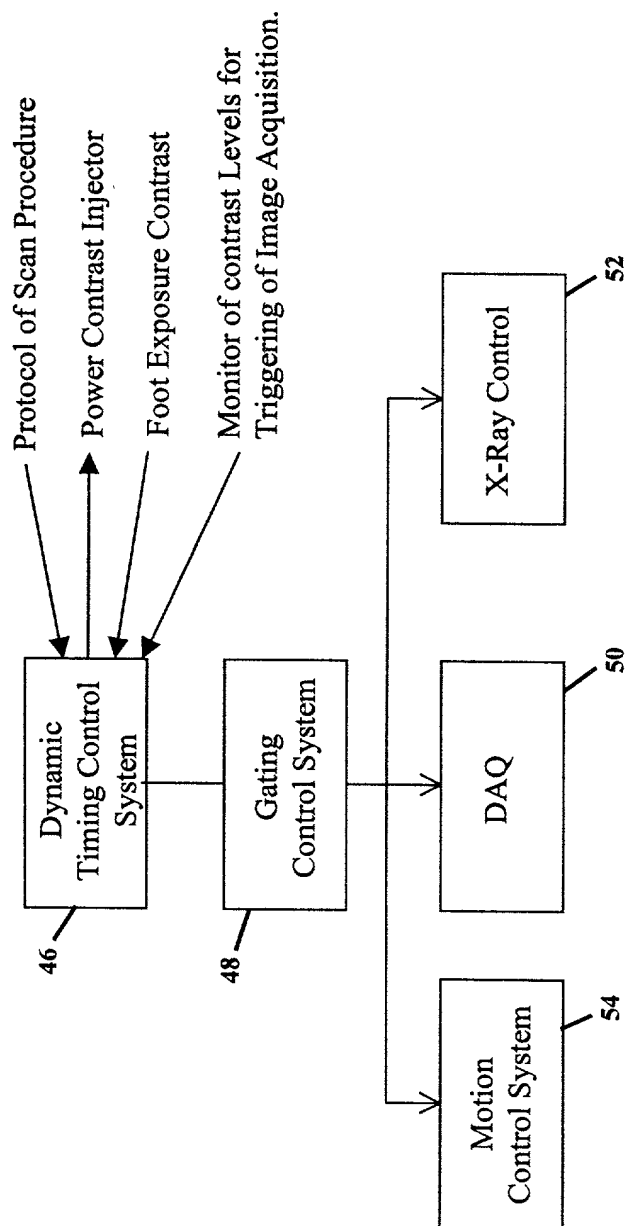 Protocol of Scan Procedure
Power Contrast Injector
Foot Exposure Contrast
Monitor of contrast Levels for
Triggering of Image Acquisition.
Dynamic
Timing Control
System
46
Gating
Control System
48
Motion
Control System
54
DAQ
50
X-Ray Control
52